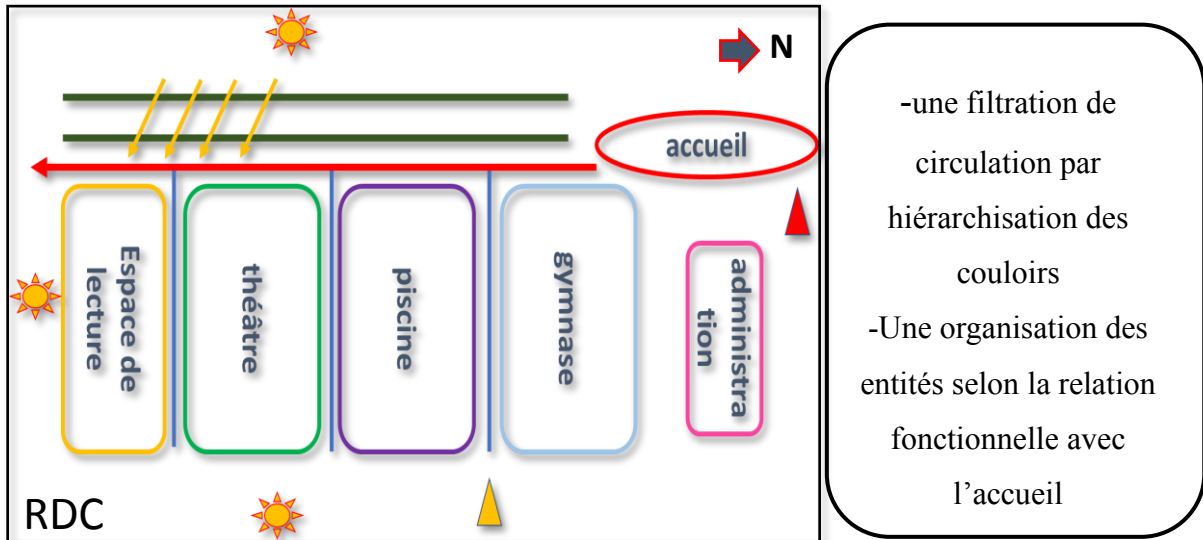 N
accueil
Espace de
lecture
théâtre
piscine
gymnase
administra
tion
RDC
-une filtration de
circulation par
hiérarchisation des
couloirs
-Une organisation des
entités selon la relation
fonctionnelle avec
l’accueil